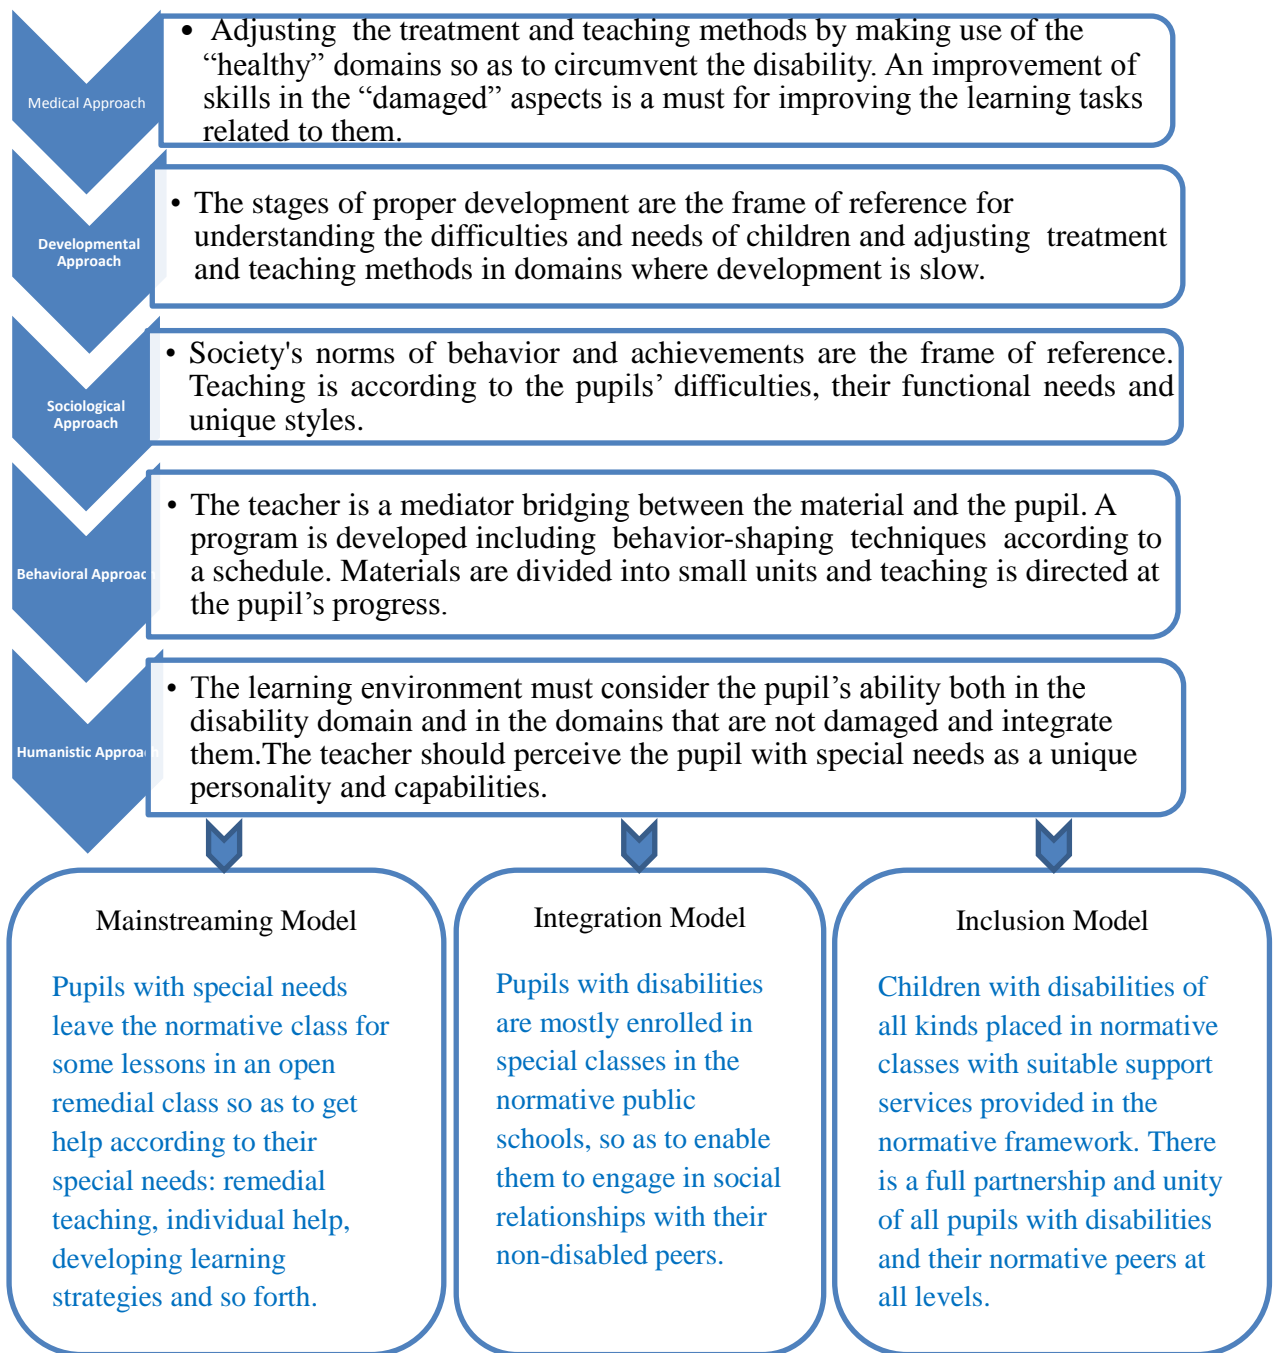 Medical Approach
• Adjusting the treatment and teaching methods by making use of the
“healthy” domains so as to circumvent the disability. An improvement of
skills in the “damaged” aspects is a must for improving the learning tasks
related to them.
Developmental
Approach
• The stages of proper development are the frame of reference for
understanding the difficulties and needs of children and adjusting treatment
and teaching methods in domains where development is slow.
Sociological
Approach
• Society's norms of behavior and achievements are the frame of reference.
Teaching is according to the pupils’ difficulties, their functional needs and
unique styles.
Behavioral Approach
• The teacher is a mediator bridging between the material and the pupil. A
program is developed including behavior-shaping techniques according to
a schedule. Materials are divided into small units and teaching is directed at
the pupil’s progress.
Humanistic Approach
• The learning environment must consider the pupil’s ability both in the
disability domain and in the domains that are not damaged and integrate
them.The teacher should perceive the pupil with special needs as a unique
personality and capabilities.
Mainstreaming Model
Pupils with special needs
leave the normative class for
some lessons in an open
remedial class so as to get
help according to their
special needs: remedial
teaching, individual help,
developing learning
strategies and so forth.
Integration Model
Pupils with disabilities
are mostly enrolled in
special classes in the
normative public
schools, so as to enable
them to engage in social
relationships with their
non-disabled peers.
Inclusion Model
Children with disabilities of
all kinds placed in normative
classes with suitable support
services provided in the
normative framework. There
is a full partnership and unity
of all pupils with disabilities
and their normative peers at
all levels.